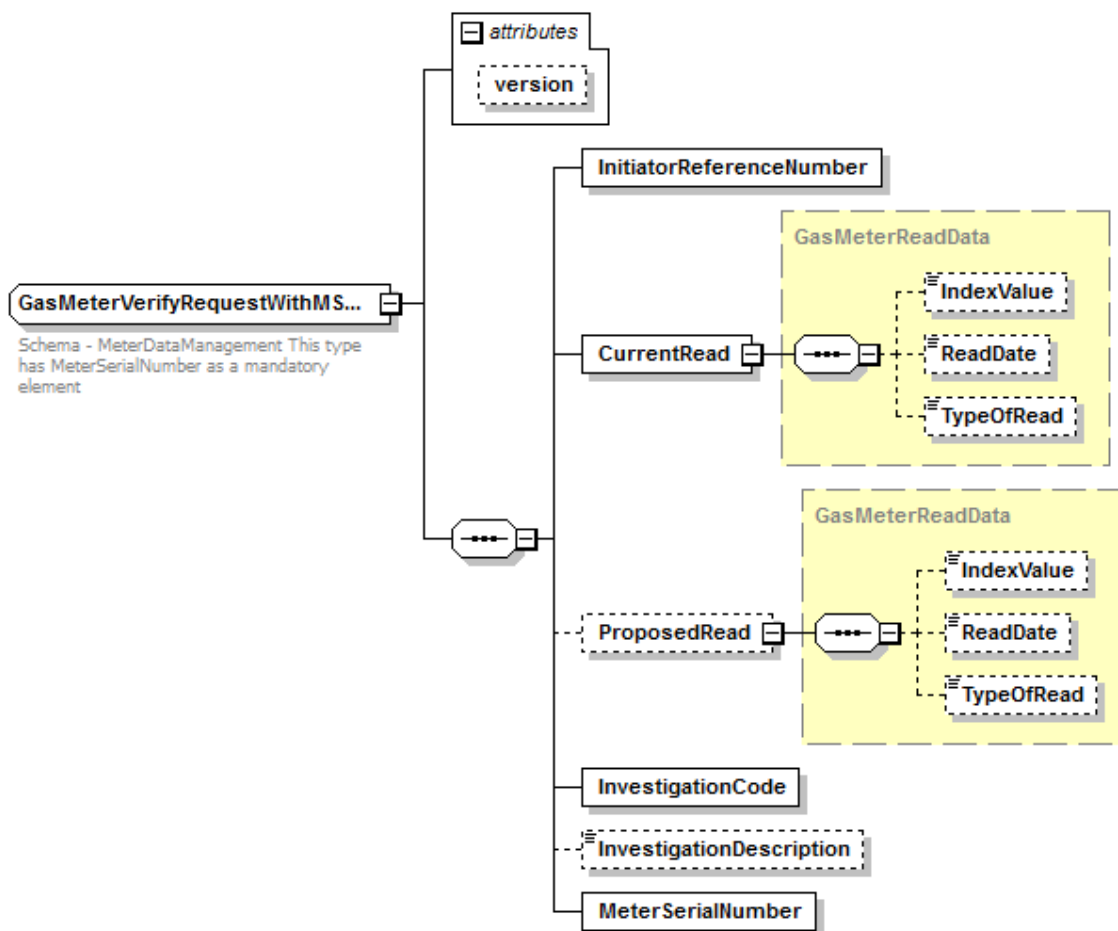 attributes
version
InitiatorReferenceNumber
GasMeterReadData
IndexValue
GasMeterVerifyRequestWithMS...
Schema - MeterDataManagement This type
has MeterSerialNumber as a mandatory
element
CurrentRead
ReadDate
TypeOfRead
GasMeterReadData
IndexValue
ProposedRead
ReadDate
TypeOfRead
InvestigationCode
InvestigationDescription
MeterSerialNumber